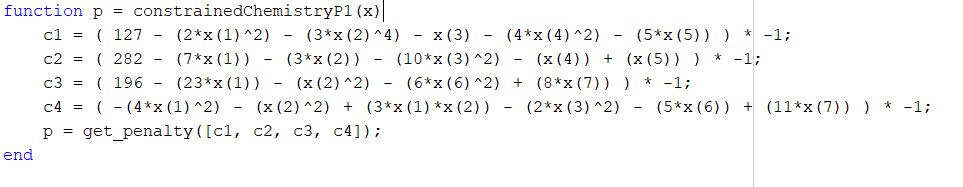 function p = constrainedChemistryP1(x)
c1 = ( 127 - (2*x(1)^2) - (3*x(2)^4) - x(3) - (4*x(4)^2) - (5*x(5)) ) * -1;
c2 = ( 282 - (7*x(1)) - (3*x(2)) - (10*x(3)^2) - (x(4)) + (x(5)) ) * -1;
c3 = ( 196 - (23*x(1)) - (x(2)^2) - (6*x(6)^2) + (8*x(7)) ) * -1;
c4 = ( -(4*x(1)^2) - (x(2)^2) + (3*x(1)*x(2)) - (2*x(3)^2) - (5*x(6)) + (11*x(7)) ) * -1;
p = get_penalty([c1, c2, c3, c4]);
end